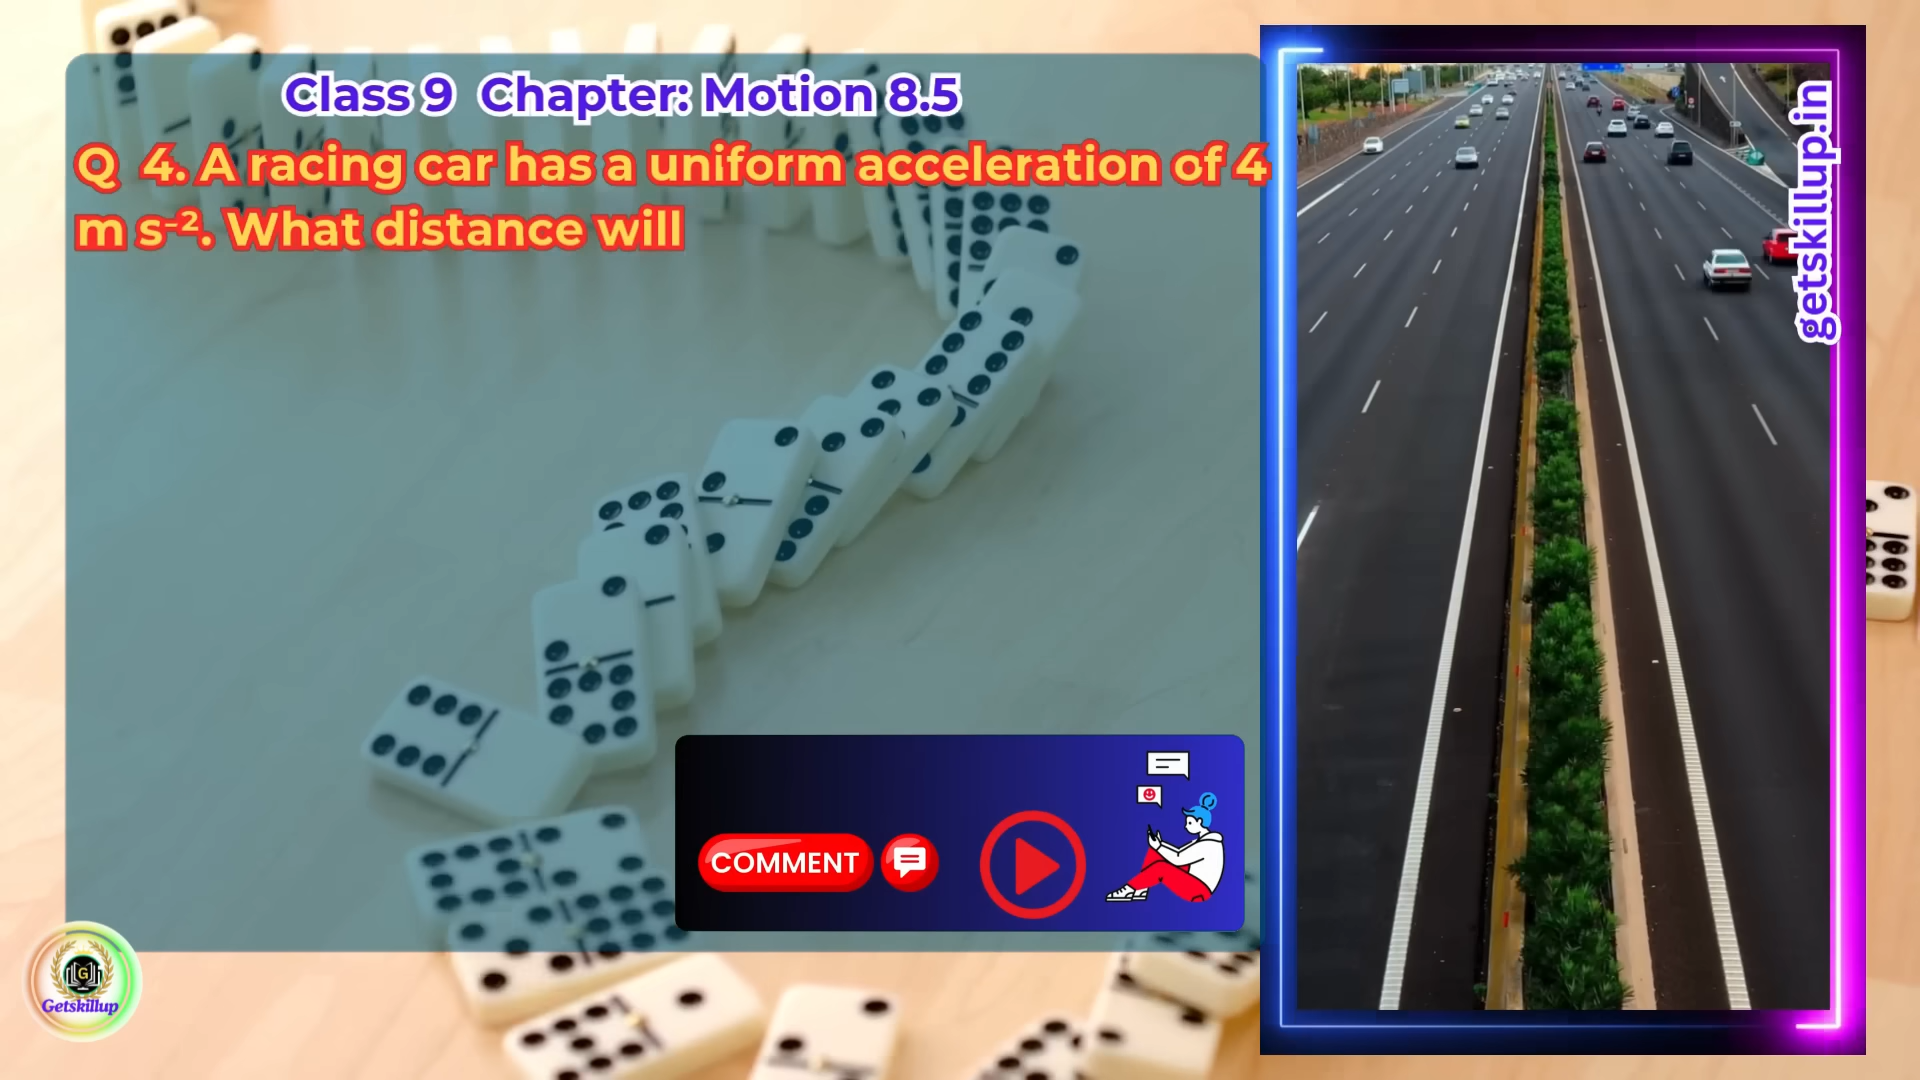 Class 9 Chapter: Motion 8.5
Q 4. A racing car has a uniform acceleration of 4
m s⁻². What distance will
getskillup.in
COMMENT
G
Getskillup